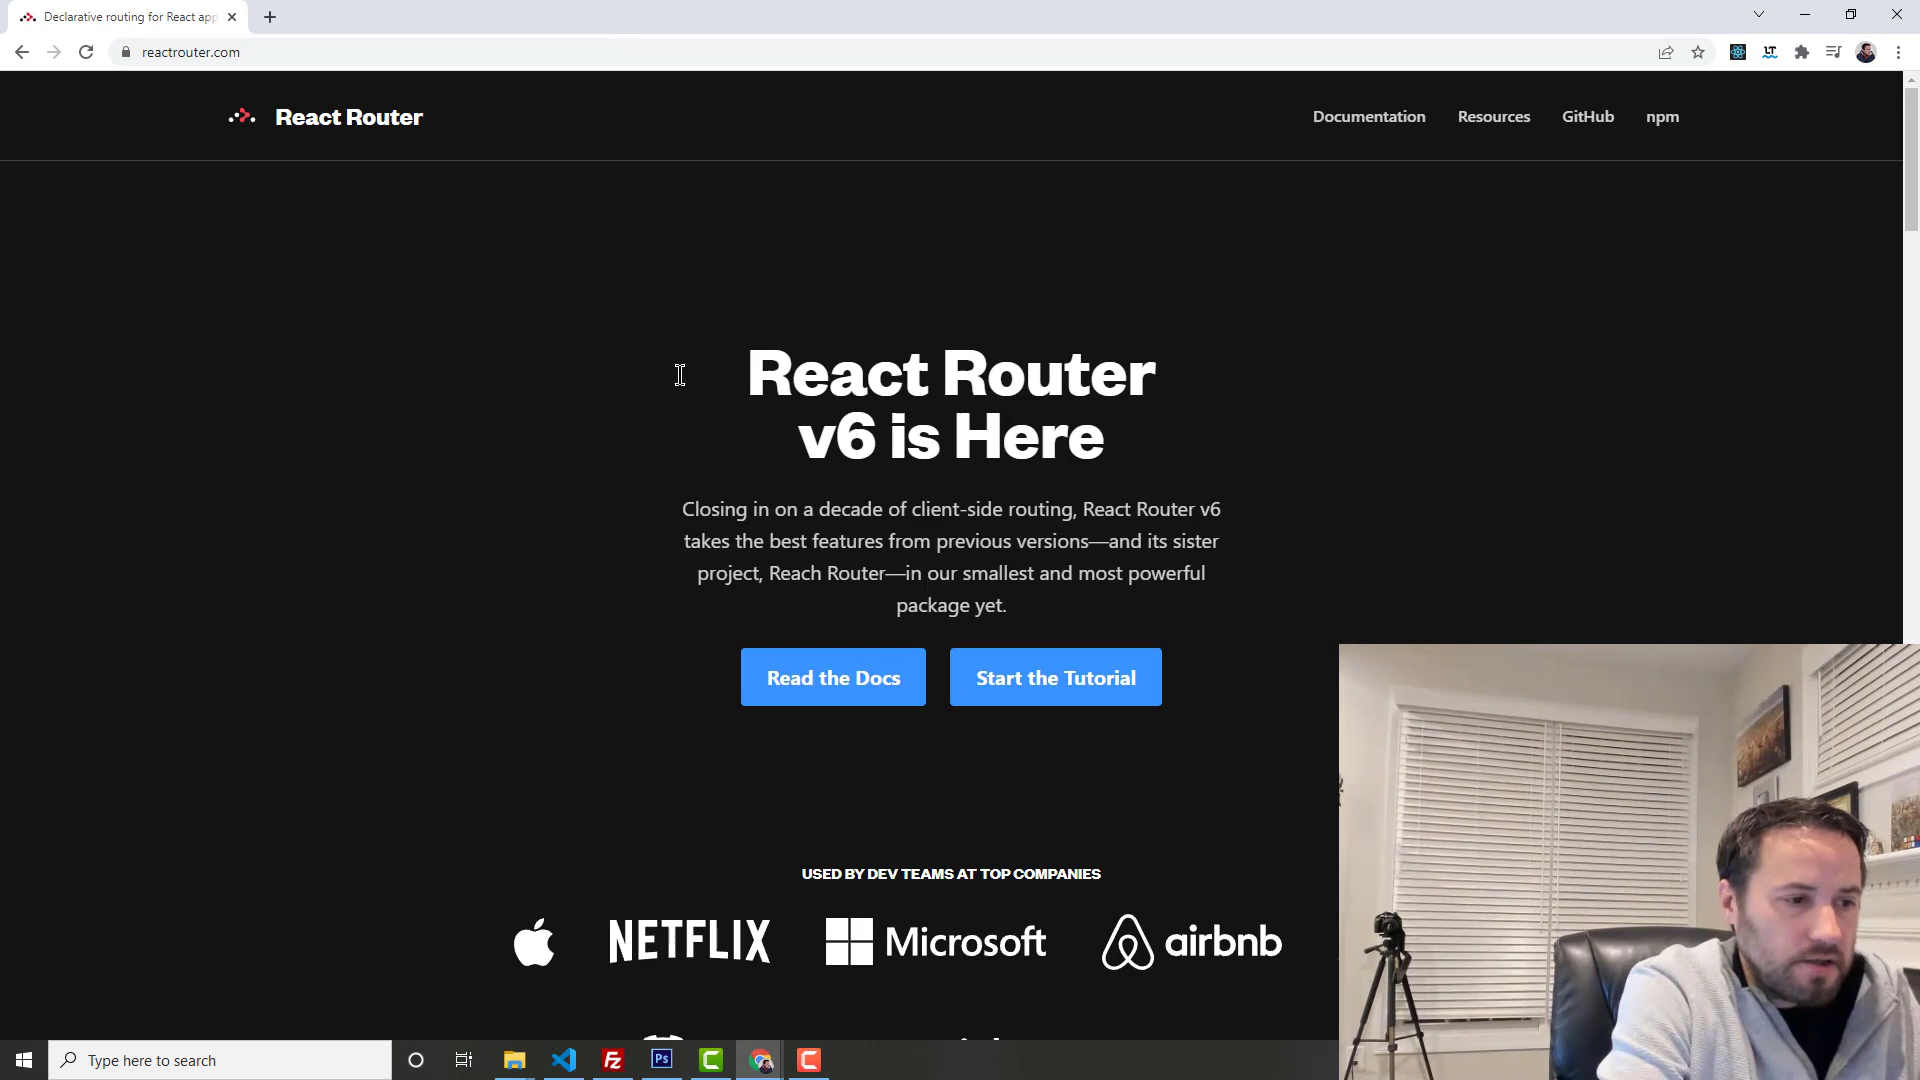 Declarative routing for React app
reactrouter.com
LT
React Router
Documentation
Resources
GitHub
npm
React Router
v6 is Here
Closing in on a decade of client-side routing, React Router v6
takes the best features from previous versions—and its sister
project, Reach Router—in our smallest and most powerful
package yet.
Read the Docs
Start the Tutorial
USED BY DEV TEAMS AT TOP COMPANIES
NETFLIX
Microsoft
airbnb
Type here to search
Fz
Ps
C
C